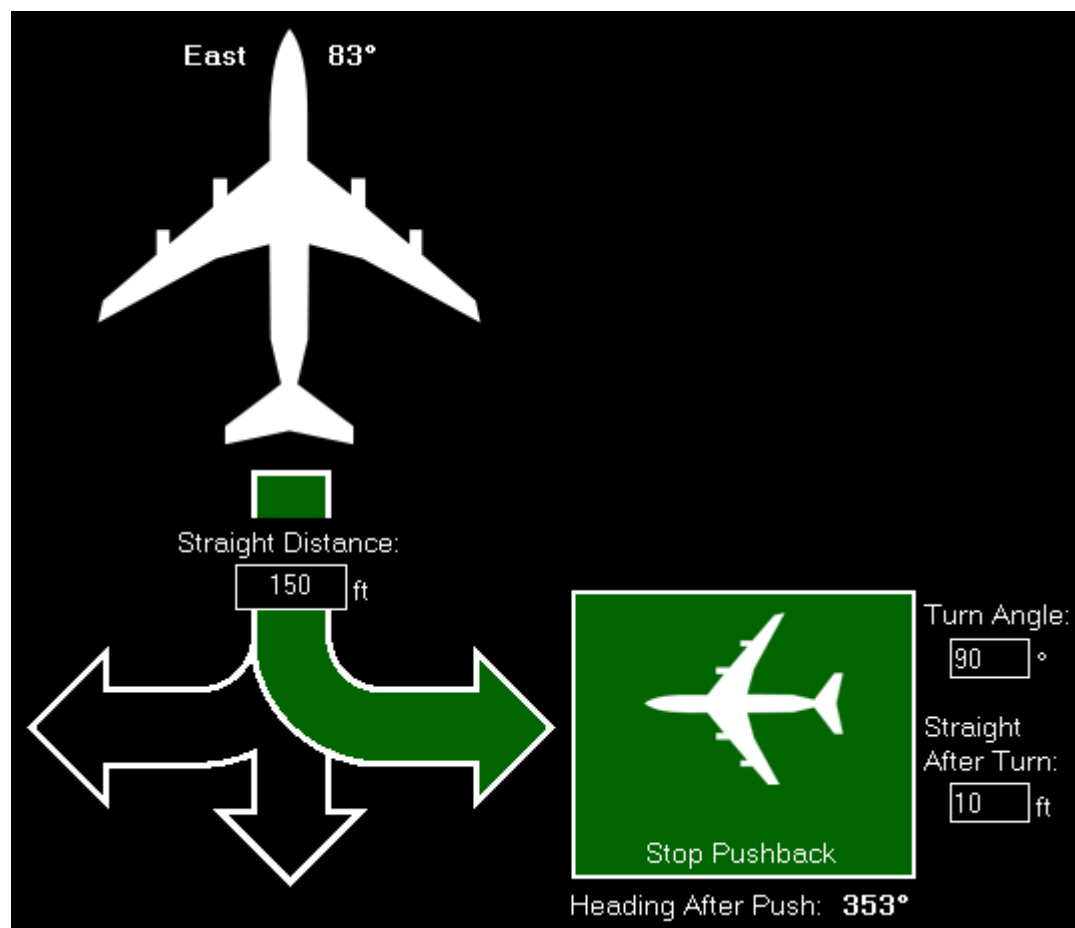 East 83°
Straight Distance:
150 ft
Turn Angle:
90 °
Straight
After Turn:
10 ft
Stop Pushback
Heading After Push: 353°